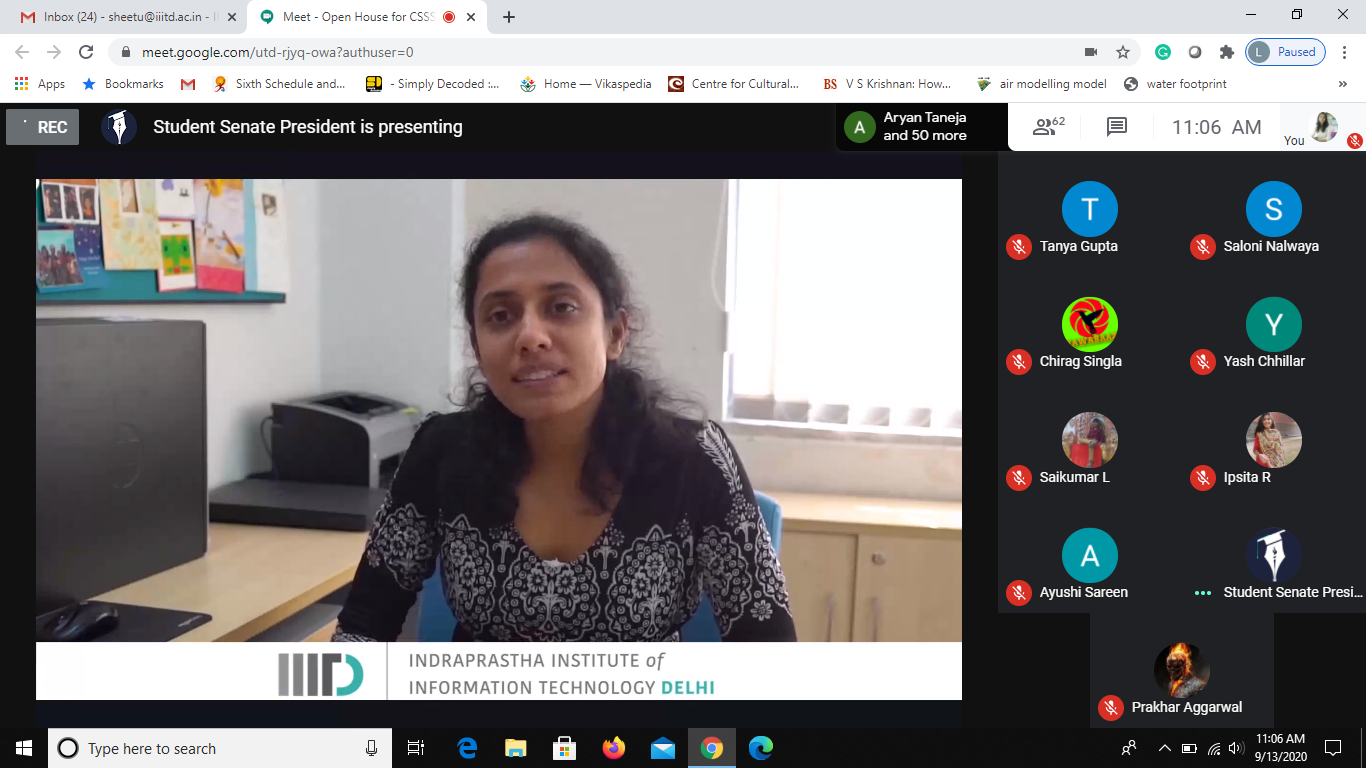 Inbox (24) - sheetu@iiitd.ac.in - I
Meet - Open House for CSSS
meet.google.com/utd-rjyq-owa?authuser=0
L
Paused
Apps
Bookmarks
Sixth Schedule and...
- Simply Decoded :...
Home — Vikaspedia
Centre for Cultural...
BS
V S Krishnan: How...
air modelling model
water footprint
REC
Student Senate President is presenting
A
Aryan Taneja
and 50 more
62
11:06 AM
You
T
S
Tanya Gupta
Saloni Nalwaya
Y
Chirag Singla
Yash Chhillar
Saikumar L
Ipsita R
A
Ayushi Sareen
Student Senate Presi...
Prakhar Aggarwal
IIITD
INDRAPRASTHA INSTITUTE of
INFORMATION TECHNOLOGY DELHI
Type here to search
11:06 AM
9/13/2020